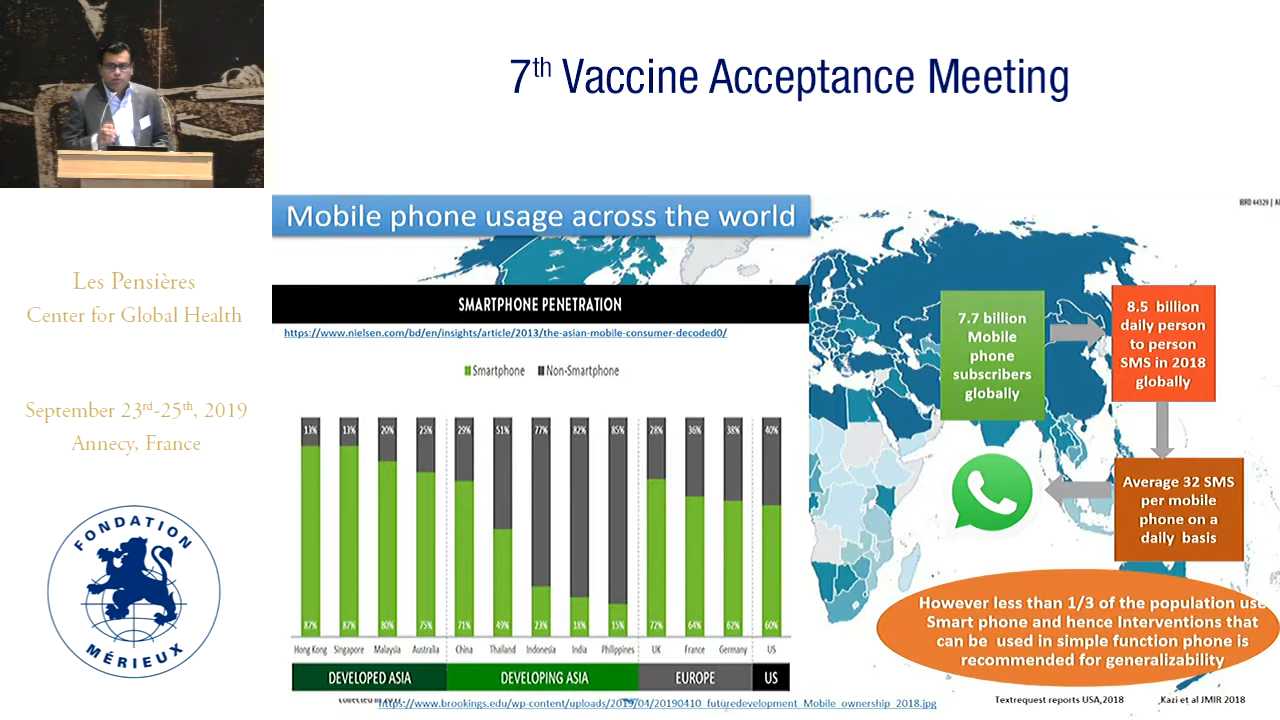 7th Vaccine Acceptance Meeting
Les Pensières
Center for Global Health
September 23rd-25th, 2019
Annecy, France
FONDATION
MÉRIEUX
Mobile phone usage across the world
IBRD 44329 |
SMARTPHONE PENETRATION
https://www.nielsen.com/bd/en/insights/article/2013/the-asian-mobile-consumer-decoded0/
Smartphone Non-Smartphone
13% 13% 20% 25% 29% 51% 77% 82% 85% 28% 36% 38% 40%
87% 87% 80% 75% 71% 49% 23% 18% 15% 72% 64% 62% 60%
Hong Kong Singapore Malaysia Australia China Thailand Indonesia India Philippines UK France Germany US
DEVELOPED ASIA DEVELOPING ASIA EUROPE US
https://www.brookings.edu/wp-content/uploads/2019/04/20190410_futuredevelopment_Mobile_ownership_2018.jpg
7.7 billion
Mobile
phone
subscribers
globally
8.5 billion
daily person
to person
SMS in 2018
globally
Average 32 SMS
per mobile
phone on a
daily basis
However less than 1/3 of the population use
Smart phone and hence Interventions that
can be used in simple function phone is
recommended for generalizability
Textrequest reports USA,2018
Kazi et al JMIR 2018